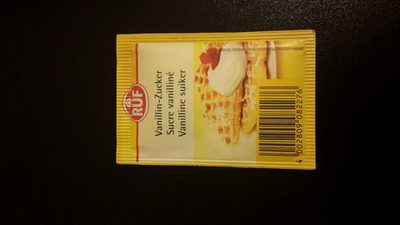 RUF
Vanillin-Zucker
Sucre vanilliné
Vanilline suiker
4 002809 082276